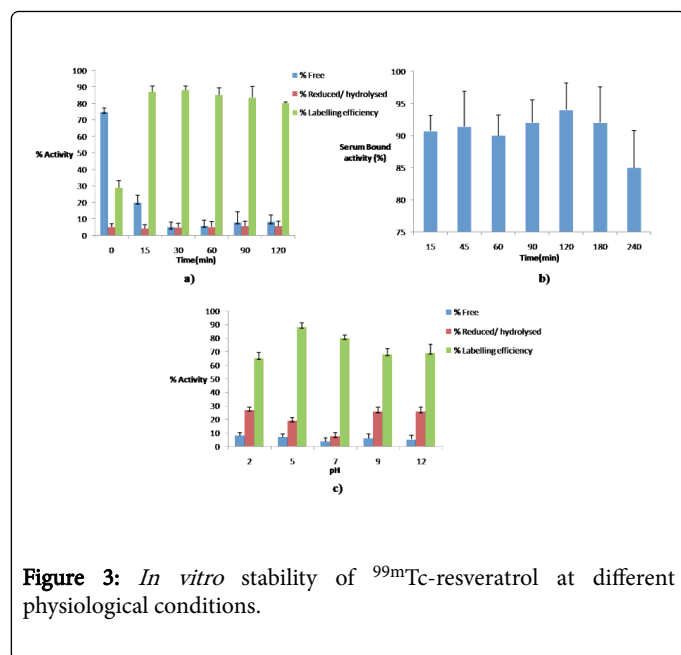 % Free
% Reduced/ hydrolysed
% Labelling efficiency
% Activity
100
90
80
70
60
50
40
30
20
10
0
0 15 30 60 90 120
Time(min)
a)
Serum Bound
activity (%)
100
95
90
85
80
75
15 45 60 90 120 180 240
Time(min)
b)
% Free
% Reduced/ hydrolysed
% Labelling efficiency
% Activity
100
90
80
70
60
50
40
30
20
10
0
2 5 7 9 12
pH
c)
Figure 3: In vitro stability of 99mTc-resveratrol at different
physiological conditions.